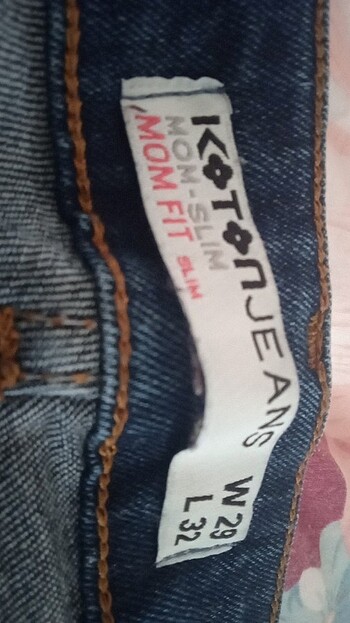 KOTON JEANS
MOM-SLIM
MOM FIT SLIM
W 29
L 32